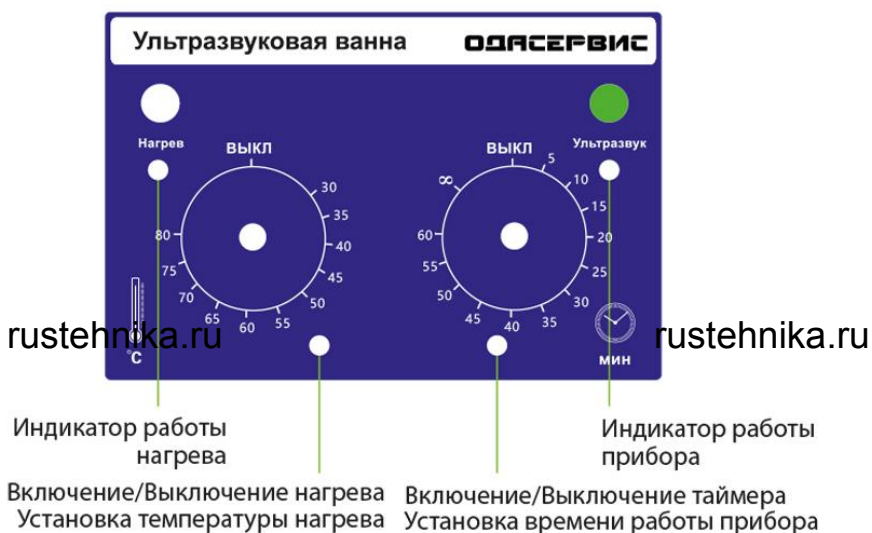 Ультразвуковая ванна ОДАСЕРВИС
Нагрев
ВЫКЛ
30
35
40
45
50
55
60
65
70
75
80
°C
ВЫКЛ
Ультразвук
5
10
15
20
25
30
35
40
45
50
55
60
∞
мин
rustehnika.ru
rustehnika.ru
Индикатор работы
нагрева
Индикатор работы
прибора
Включение/Выключение нагрева
Установка температуры нагрева
Включение/Выключение таймера
Установка времени работы прибора